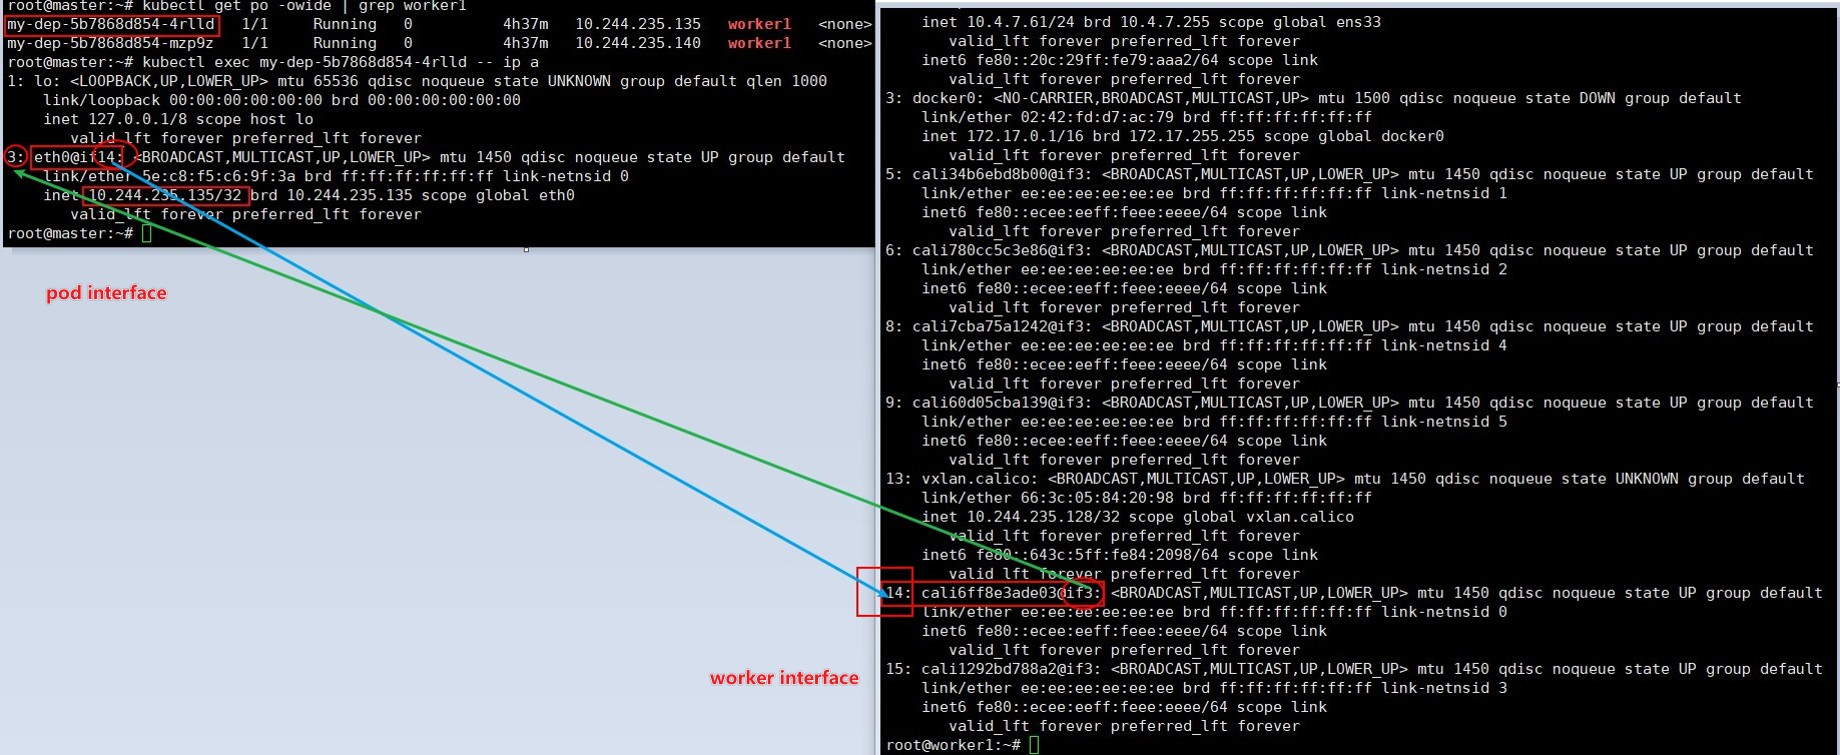 root@master:~# kubectl get po -owide | grep worker1
my-dep-5b7868d854-4rlld   1/1     Running   0          4h37m   10.244.235.135   worker1   <none>
my-dep-5b7868d854-mzp9z   1/1     Running   0          4h37m   10.244.235.140   worker1   <none>
root@master:~# kubectl exec my-dep-5b7868d854-4rlld -- ip a
1: lo: <LOOPBACK,UP,LOWER_UP> mtu 65536 qdisc noqueue state UNKNOWN group default qlen 1000
    link/loopback 00:00:00:00:00:00 brd 00:00:00:00:00:00
    inet 127.0.0.1/8 scope host lo
       valid_lft forever preferred_lft forever
3: eth0@if14: <BROADCAST,MULTICAST,UP,LOWER_UP> mtu 1450 qdisc noqueue state UP group default
    link/ether 5e:c8:f5:c6:9f:3a brd ff:ff:ff:ff:ff:ff link-netnsid 0
    inet 10.244.235.135/32 brd 10.244.235.135 scope global eth0
       valid_lft forever preferred_lft forever
root@master:~#
pod interface
inet 10.4.7.61/24 brd 10.4.7.255 scope global ens33
       valid_lft forever preferred_lft forever
    inet6 fe80::20c:29ff:fe79:aaa2/64 scope link
       valid_lft forever preferred_lft forever
3: docker0: <NO-CARRIER,BROADCAST,MULTICAST,UP> mtu 1500 qdisc noqueue state DOWN group default
    link/ether 02:42:fd:d7:ac:79 brd ff:ff:ff:ff:ff:ff
    inet 172.17.0.1/16 brd 172.17.255.255 scope global docker0
       valid_lft forever preferred_lft forever
5: cali34b6ebd8b00@if3: <BROADCAST,MULTICAST,UP,LOWER_UP> mtu 1450 qdisc noqueue state UP group default
    link/ether ee:ee:ee:ee:ee:ee brd ff:ff:ff:ff:ff:ff link-netnsid 1
    inet6 fe80::ecee:eeff:feee:eeee/64 scope link
       valid_lft forever preferred_lft forever
6: cali780cc5c3e86@if3: <BROADCAST,MULTICAST,UP,LOWER_UP> mtu 1450 qdisc noqueue state UP group default
    link/ether ee:ee:ee:ee:ee:ee brd ff:ff:ff:ff:ff:ff link-netnsid 2
    inet6 fe80::ecee:eeff:feee:eeee/64 scope link
       valid_lft forever preferred_lft forever
8: cali7cba75a1242@if3: <BROADCAST,MULTICAST,UP,LOWER_UP> mtu 1450 qdisc noqueue state UP group default
    link/ether ee:ee:ee:ee:ee:ee brd ff:ff:ff:ff:ff:ff link-netnsid 4
    inet6 fe80::ecee:eeff:feee:eeee/64 scope link
       valid_lft forever preferred_lft forever
9: cali60d05cba139@if3: <BROADCAST,MULTICAST,UP,LOWER_UP> mtu 1450 qdisc noqueue state UP group default
    link/ether ee:ee:ee:ee:ee:ee brd ff:ff:ff:ff:ff:ff link-netnsid 5
    inet6 fe80::ecee:eeff:feee:eeee/64 scope link
       valid_lft forever preferred_lft forever
13: vxlan.calico: <BROADCAST,MULTICAST,UP,LOWER_UP> mtu 1450 qdisc noqueue state UNKNOWN group default
    link/ether 66:3c:05:84:20:98 brd ff:ff:ff:ff:ff:ff
    inet 10.244.235.128/32 scope global vxlan.calico
       valid_lft forever preferred_lft forever
    inet6 fe80::643c:5ff:fe84:2098/64 scope link
       valid_lft forever preferred_lft forever
14: cali6ff8e3ade03@if3: <BROADCAST,MULTICAST,UP,LOWER_UP> mtu 1450 qdisc noqueue state UP group default
    link/ether ee:ee:ee:ee:ee:ee brd ff:ff:ff:ff:ff:ff link-netnsid 0
    inet6 fe80::ecee:eeff:feee:eeee/64 scope link
       valid_lft forever preferred_lft forever
15: cali1292bd788a2@if3: <BROADCAST,MULTICAST,UP,LOWER_UP> mtu 1450 qdisc noqueue state UP group default
    link/ether ee:ee:ee:ee:ee:ee brd ff:ff:ff:ff:ff:ff link-netnsid 3
    inet6 fe80::ecee:eeff:feee:eeee/64 scope link
       valid_lft forever preferred_lft forever
root@worker1:~#
worker interface